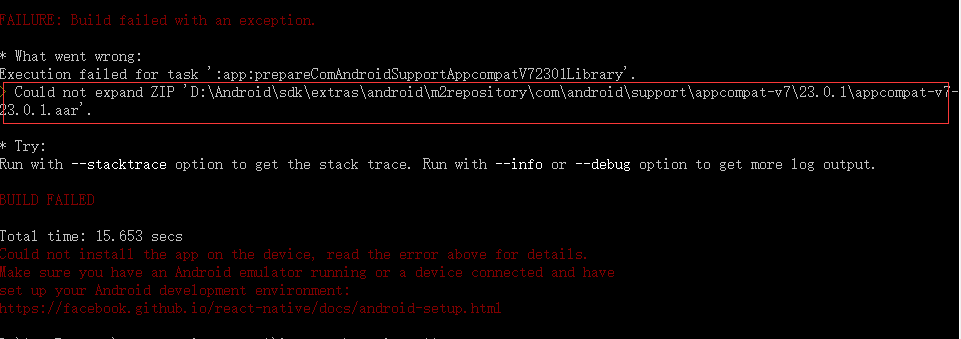 FAILURE: Build failed with an exception.
* What went wrong:
Execution failed for task ':app:prepareComAndroidSupportAppcompatV72301Library'.
> Could not expand ZIP 'D:\Android\sdk\extras\android\m2repository\com\android\support\appcompat-v7\23.0.1\appcompat-v7-
23.0.1.aar'.
* Try:
Run with --stacktrace option to get the stack trace. Run with --info or --debug option to get more log output.
BUILD FAILED
Total time: 15.653 secs
Could not install the app on the device, read the error above for details.
Make sure you have an Android emulator running or a device connected and have
set up your Android development environment:
https://facebook.github.io/react-native/docs/android-setup.html